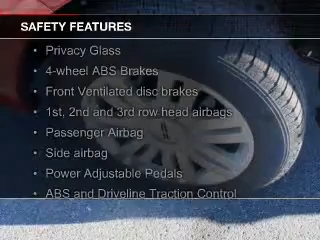 SAFETY FEATURES
• Privacy Glass
• 4-wheel ABS Brakes
• Front Ventilated disc brakes
• 1st, 2nd and 3rd row head airbags
• Passenger Airbag
• Side airbag
• Power Adjustable Pedals
• ABS and Driveline Traction Control